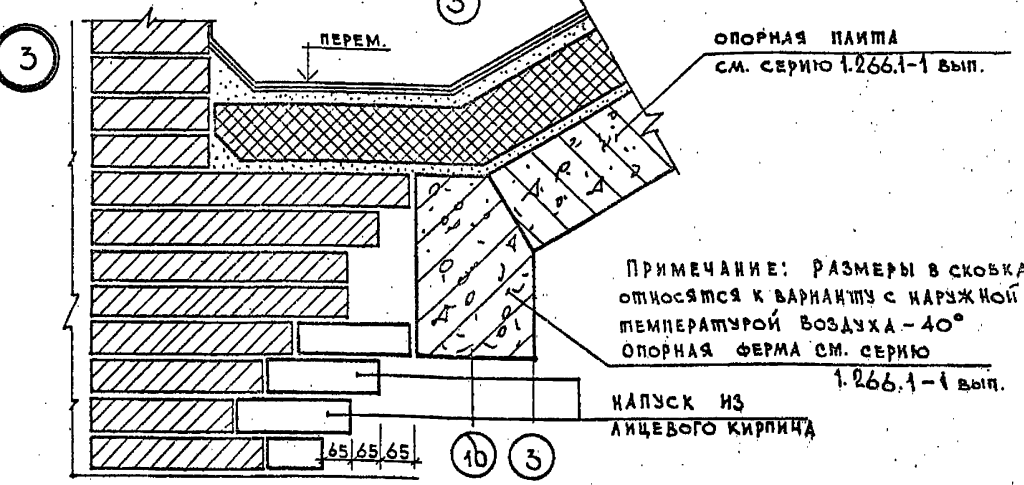 3
3
ПЕРЕМ.
ОПОРНАЯ ПЛИТА
СМ. СЕРИЮ 1.266.1-1 ВЫП.
ПРИМЕЧАНИЕ: РАЗМЕРЫ В СКОБКА
ОТНОСЯТСЯ К ВАРИАНТУ С НАРУЖНОЙ
ТЕМПЕРАТУРОЙ ВОЗДУХА -40°
ОПОРНАЯ ФЕРМА СМ. СЕРИЮ
1.266.1-1 ВЫП.
НАПУСК ИЗ
ЛИЦЕВОГО КИРПИЧА
65 65 65
10 3